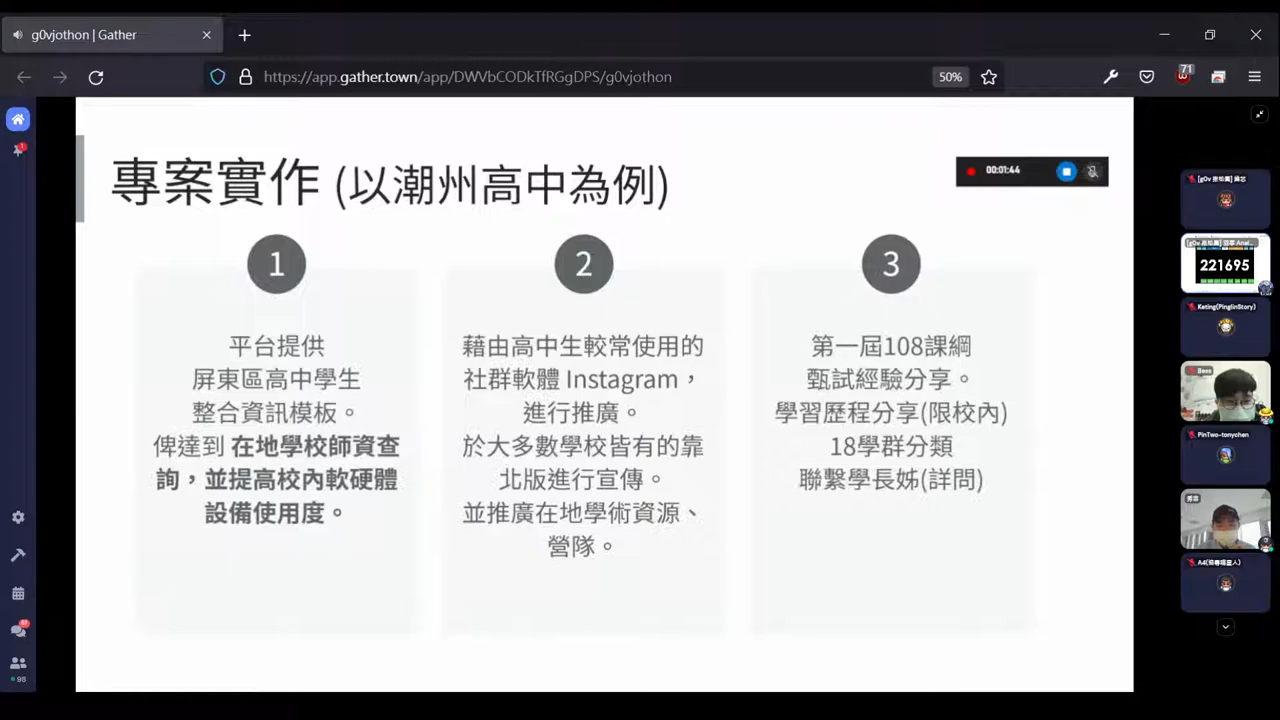 g0vjothon | Gather
https://app.gather.town/app/DWVbCODkTfRGgDPS/g0vjothon
50%
71
專案實作 (以潮州高中為例)
00:01:44
1
平台提供
屏東區高中學生
整合資訊模板。
俾達到 在地學校師資查
詢，並提高校內軟硬體
設備使用度。
2
藉由高中生較常使用的
社群軟體 Instagram，
進行推廣。
於大多數學校皆有的靠
北版進行宣傳。
並推廣在地學術資源、
營隊。
3
第一屆108課綱
甄試經驗分享。
學習歷程分享(限校內)
18學群分類
聯繫學長姊(詳問)
221695
Keting(PinglinStory)
Bess
PinTwo-tonychen
1
98